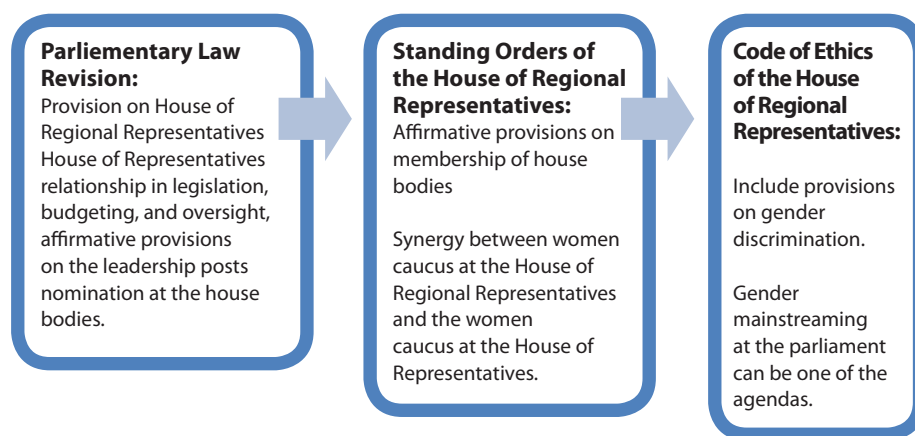 Parliementary Law
Revision:
Provision on House of
Regional Representatives
House of Representatives
relationship in legislation,
budgeting, and oversight,
affirmative provisions
on the leadership posts
nomination at the house
bodies.
Standing Orders of
the House of Regional
Representatives:
Affirmative provisions on
membership of house
bodies
Synergy between women
caucus at the House of
Regional Representatives
and the women
caucus at the House of
Representatives.
Code of Ethics
of the House
of Regional
Representatives:
Include provisions
on gender
discrimination.
Gender
mainstreaming
at the parliament
can be one of the
agendas.